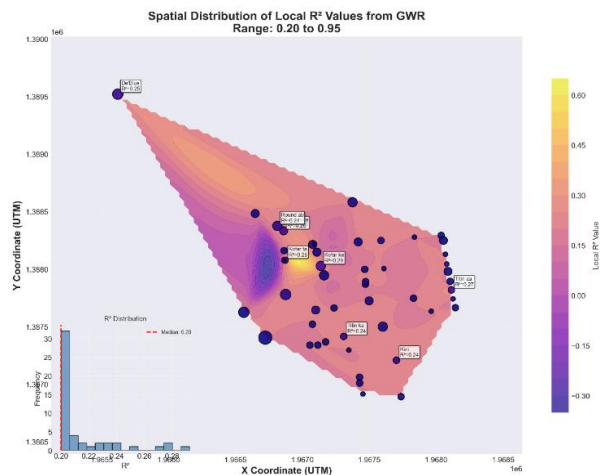 Spatial Distribution of Local R² Values from GWR
Range: 0.20 to 0.95
1e6
1.3900
1.3895
1.3890
1.3885
1.3880
1.3875
1.3870
1.3865
Y Coordinate (UTM)
R²=0.25
R²=0.24
R²=0.24
R²=0.24
R² Distribution
Median: 0.20
30
25
20
15
10
5
0
Frequency
0.20
0.22
0.24
0.26
0.28
R²
1.9655
1.9660
1.9665
1.9670
1.9675
1.9680
1.9685
1e6
X Coordinate (UTM)
0.60
0.45
0.30
0.15
0.00
−0.15
−0.30
Local R² Value